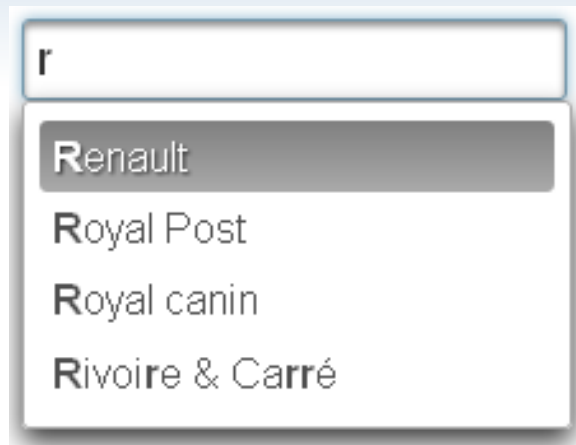 r
Renault
Royal Post
Royal canin
Rivoire & Carré